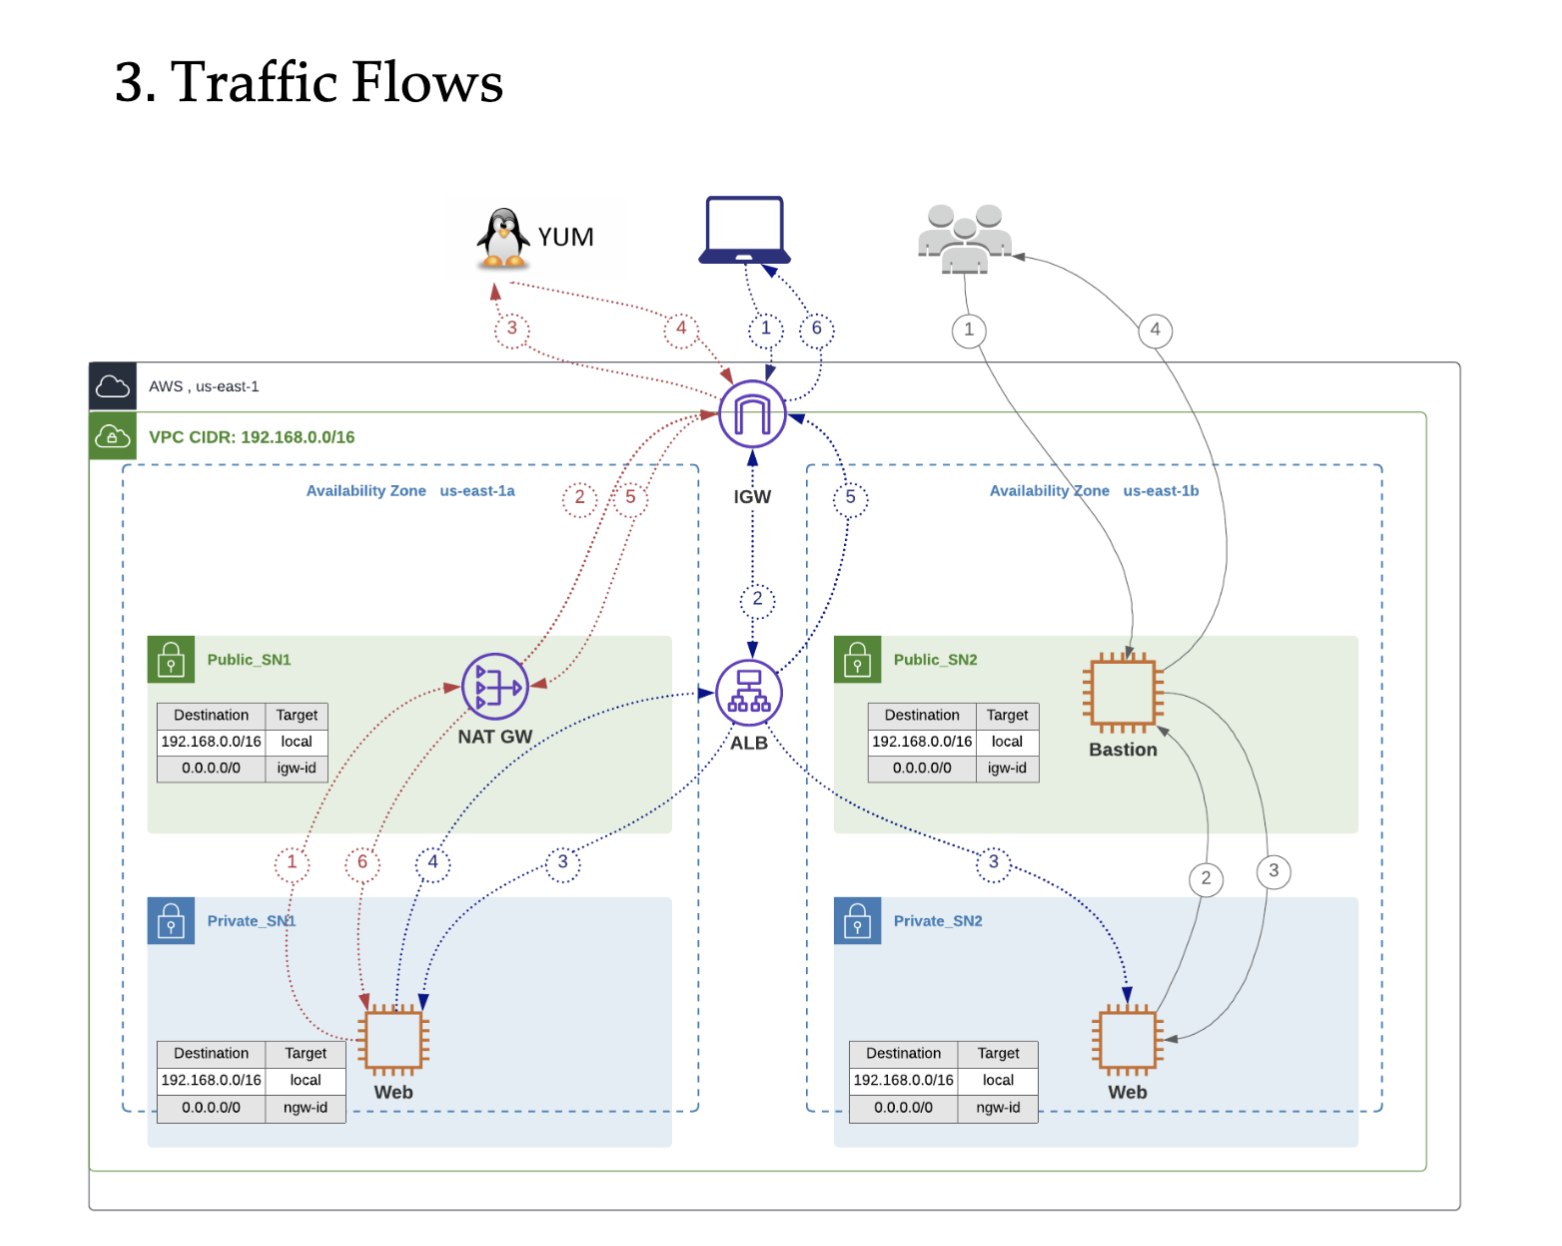 3. Traffic Flows
YUM
3
4
1
6
1
4
AWS , us-east-1
VPC CIDR: 192.168.0.0/16
Availability Zone us-east-1a
2
5
IGW
5
Availability Zone us-east-1b
2
Public_SN1
Destination Target
192.168.0.0/16 local
0.0.0.0/0 igw-id
NAT GW
ALB
Public_SN2
Destination Target
192.168.0.0/16 local
0.0.0.0/0 igw-id
Bastion
1
6
4
3
3
2
3
Private_SN1
Destination Target
192.168.0.0/16 local
0.0.0.0/0 ngw-id
Web
Private_SN2
Destination Target
192.168.0.0/16 local
0.0.0.0/0 ngw-id
Web